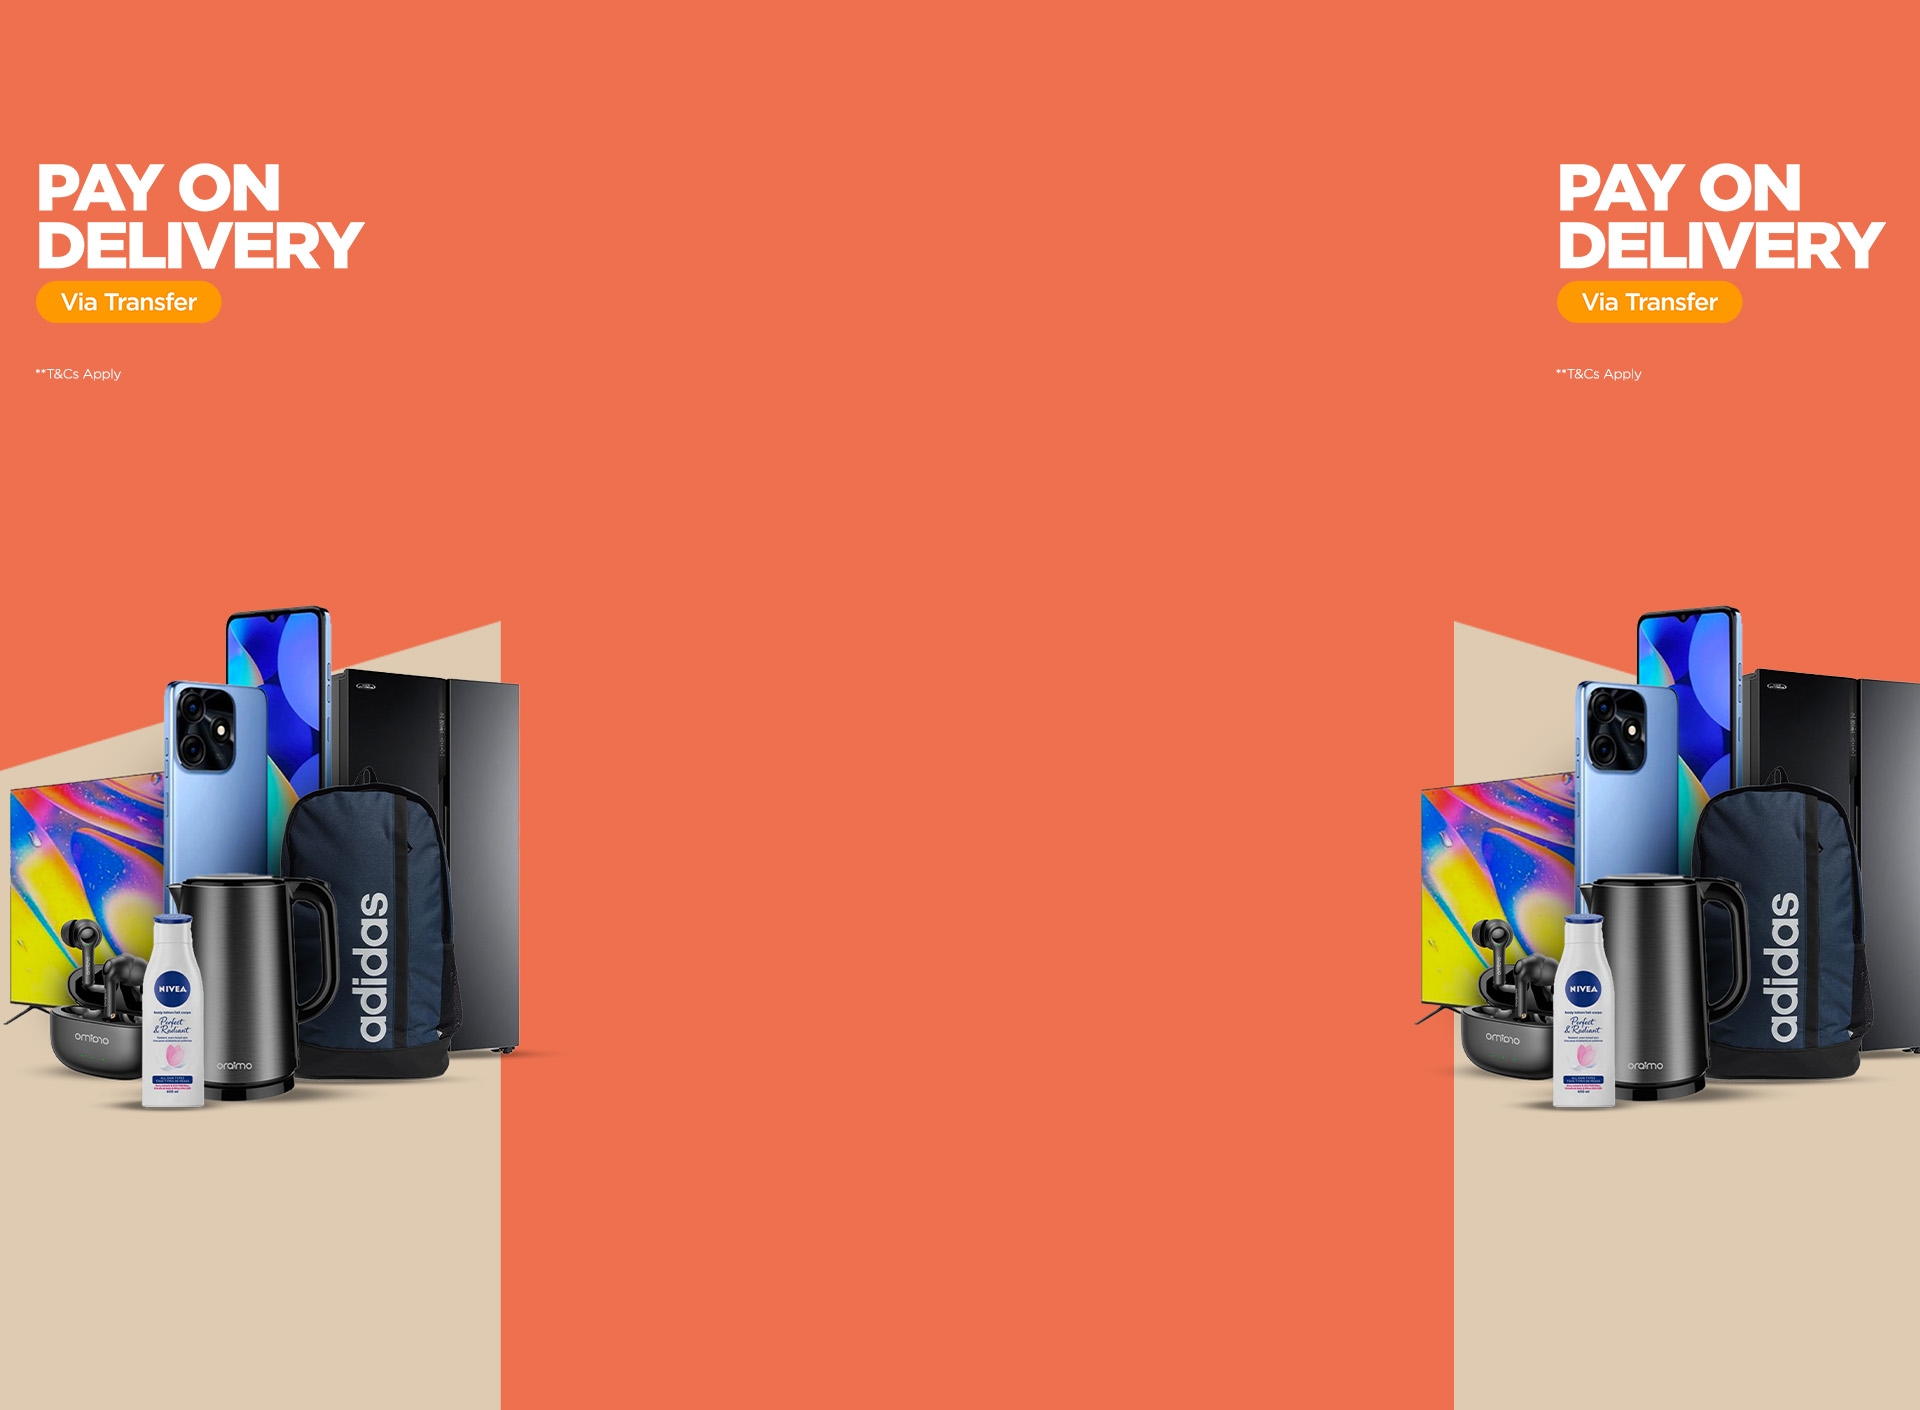 PAY ON
DELIVERY
Via Transfer
**T&Cs Apply
adidas
NIVEA
Perfect
& Radiant
oraimo
oraimo
PAY ON
DELIVERY
Via Transfer
**T&Cs Apply
adidas
NIVEA
Perfect
& Radiant
oraimo
oraimo